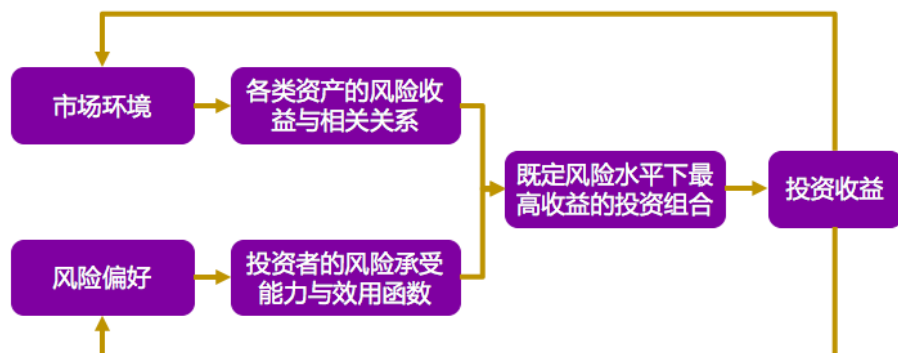 市场环境
各类资产的风险收
益与相关关系
既定风险水平下最
高收益的投资组合
投资收益
风险偏好
投资者的风险承受
能力与效用函数